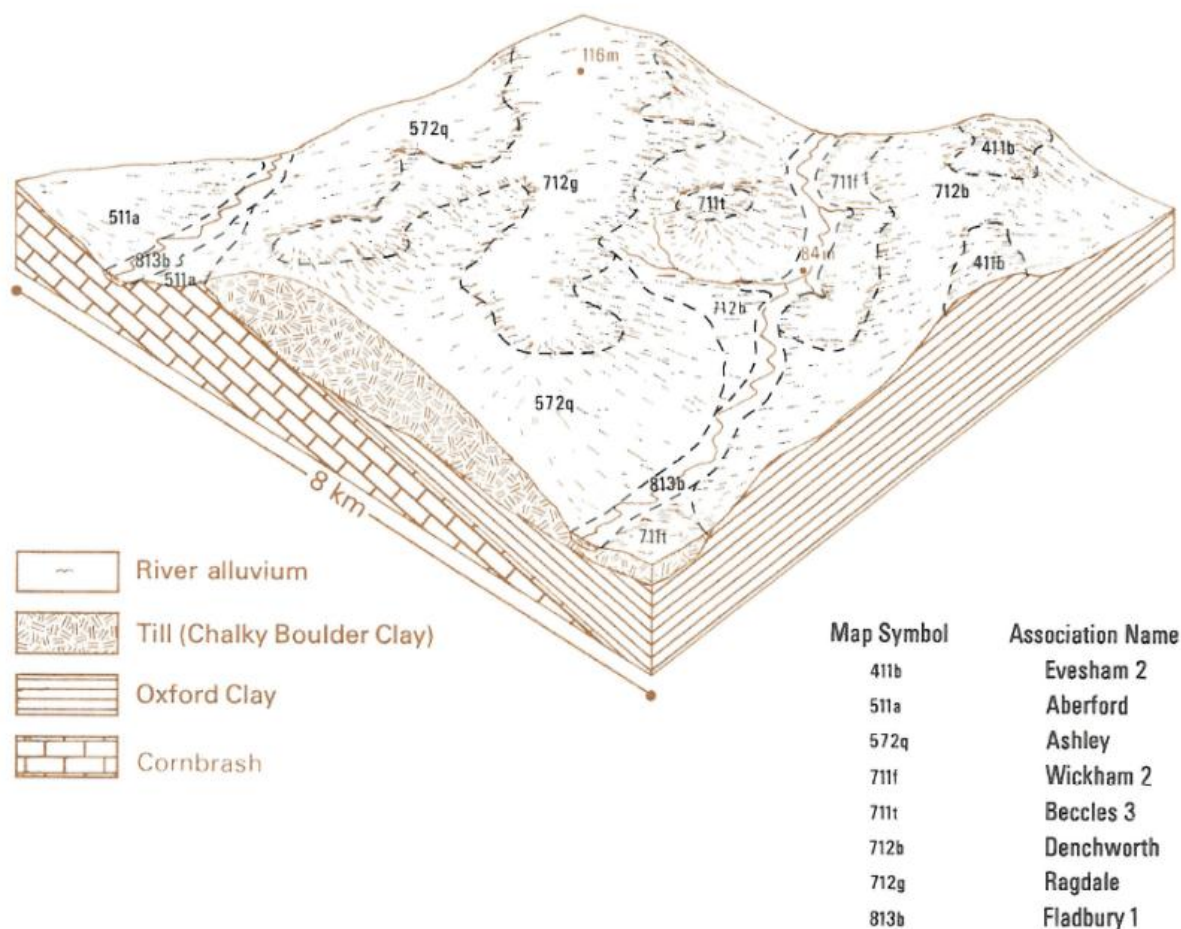 116m
572q
411b
711f
712g
712b
711t
511a
813b
84m
411b
511a
712b
572q
813b
711t
8 km
River alluvium
Till (Chalky Boulder Clay)
Oxford Clay
Cornbrash
Map Symbol Association Name
411b Evesham 2
511a Aberford
572q Ashley
711f Wickham 2
711t Beccles 3
712b Denchworth
712g Ragdale
813b Fladbury 1